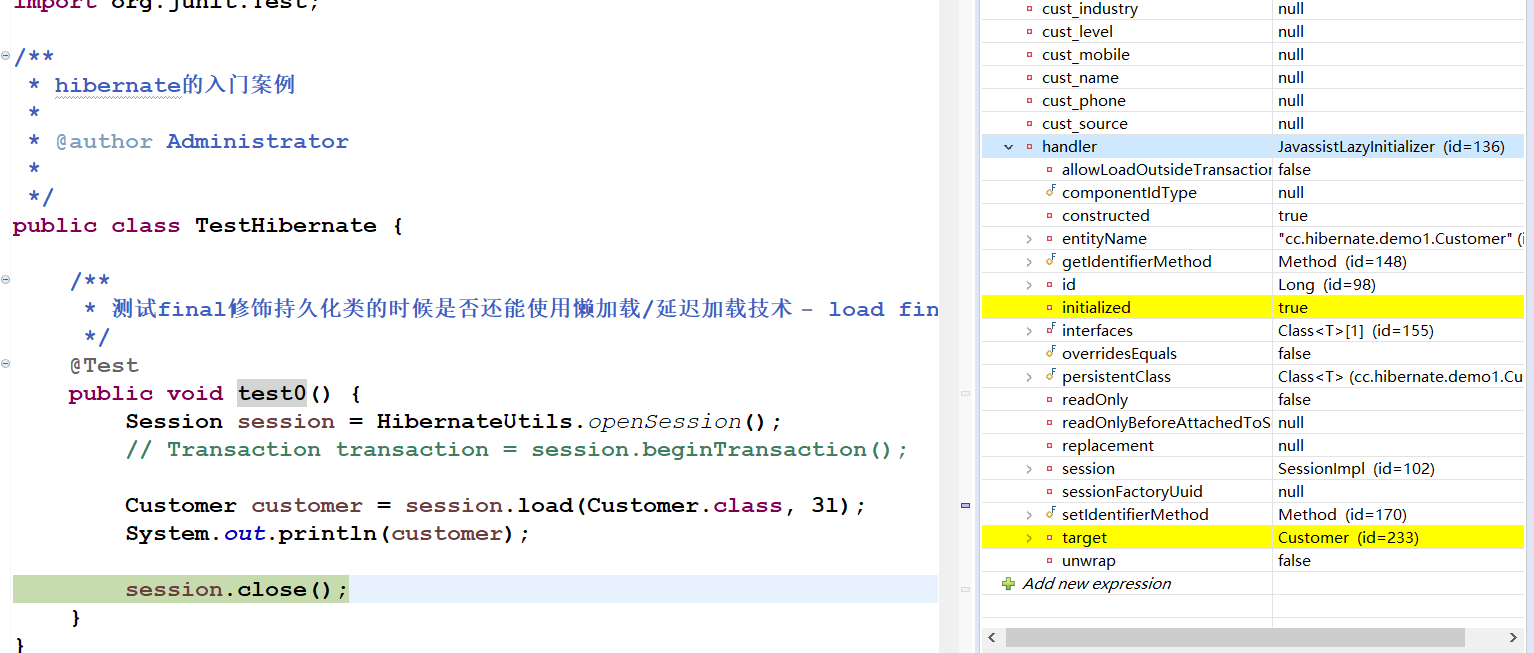 import org.junit.Test;
/**
* hibernate的入门案例
*
* @author Administrator
*
*/
public class TestHibernate {
/**
* 测试final修饰持久化类的时候是否还能使用懒加载/延迟加载技术 - load fin
*/
@Test
public void test0() {
Session session = HibernateUtils.openSession();
// Transaction transaction = session.beginTransaction();
Customer customer = session.load(Customer.class, 3l);
System.out.println(customer);
session.close();
}
}
cust_industry null
cust_level null
cust_mobile null
cust_name null
cust_phone null
cust_source null
handler JavassistLazyInitializer (id=136)
allowLoadOutsideTransaction false
componentIdType null
constructed true
entityName "cc.hibernate.demo1.Customer" (i
getIdentifierMethod Method (id=148)
id Long (id=98)
initialized true
interfaces Class<T>[1] (id=155)
overridesEquals false
persistentClass Class<T> (cc.hibernate.demo1.Cu
readOnly false
readOnlyBeforeAttachedToS null
replacement null
session SessionImpl (id=102)
sessionFactoryUuid null
setIdentifierMethod Method (id=170)
target Customer (id=233)
unwrap false
Add new expression